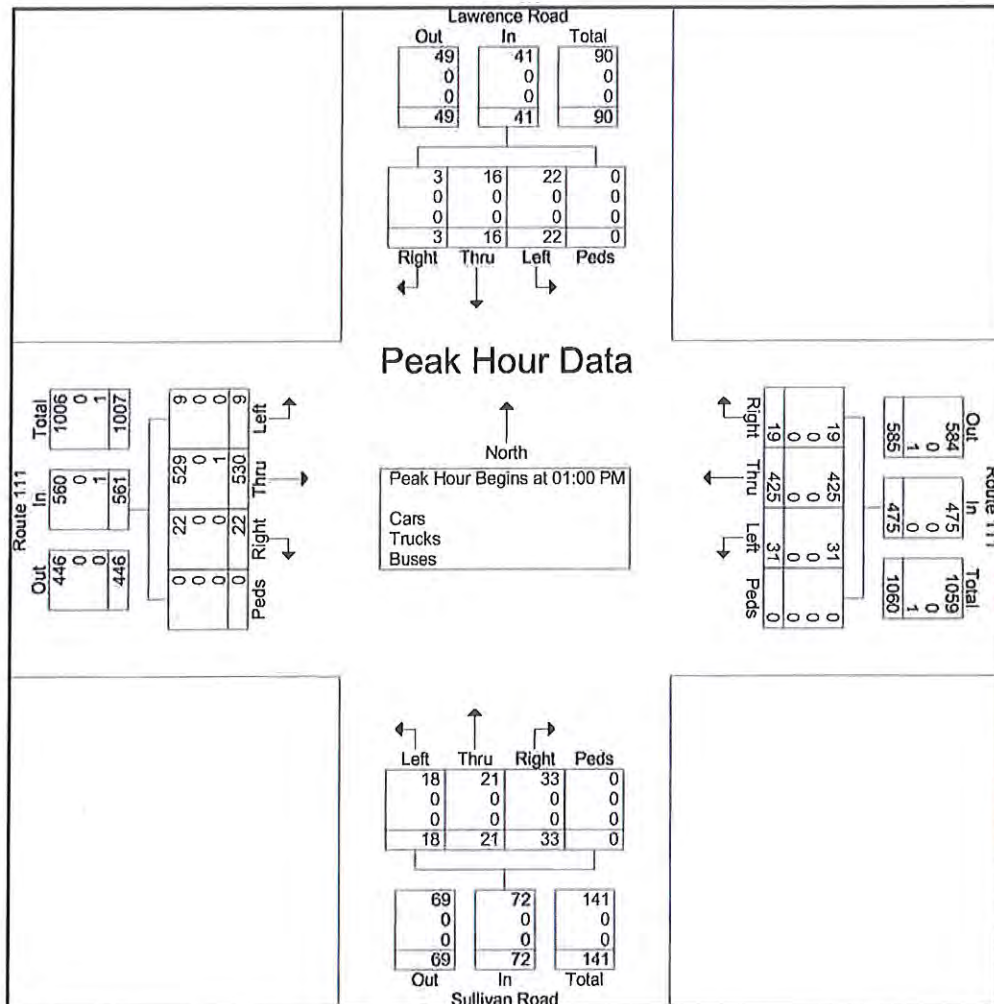 Lawrence Road
Out In Total
49 41 90
0 0 0
0 0 0
49 41 90
3 16 22 0
0 0 0 0
0 0 0 0
3 16 22 0
Right Thru Left Peds
Peak Hour Data
North
Peak Hour Begins at 01:00 PM
Cars
Trucks
Buses
Route 111
Out In Total
446 560 1006
0 0 0
0 1 1
446 561 1007
Peds Right Thru Left
0 22 529 9
0 0 0 0
0 0 1 0
0 22 530 9
Route 111
Out In Total
584 475 1059
0 0 0
1 0 1
585 475 1060
19 425 31 0
0 0 0 0
0 0 0 0
19 425 31 0
Right Thru Left Peds
Left Thru Right Peds
18 21 33 0
0 0 0 0
0 0 0 0
18 21 33 0
69 72 141
0 0 0
0 0 0
69 72 141
Out In Total
Sullivan Road